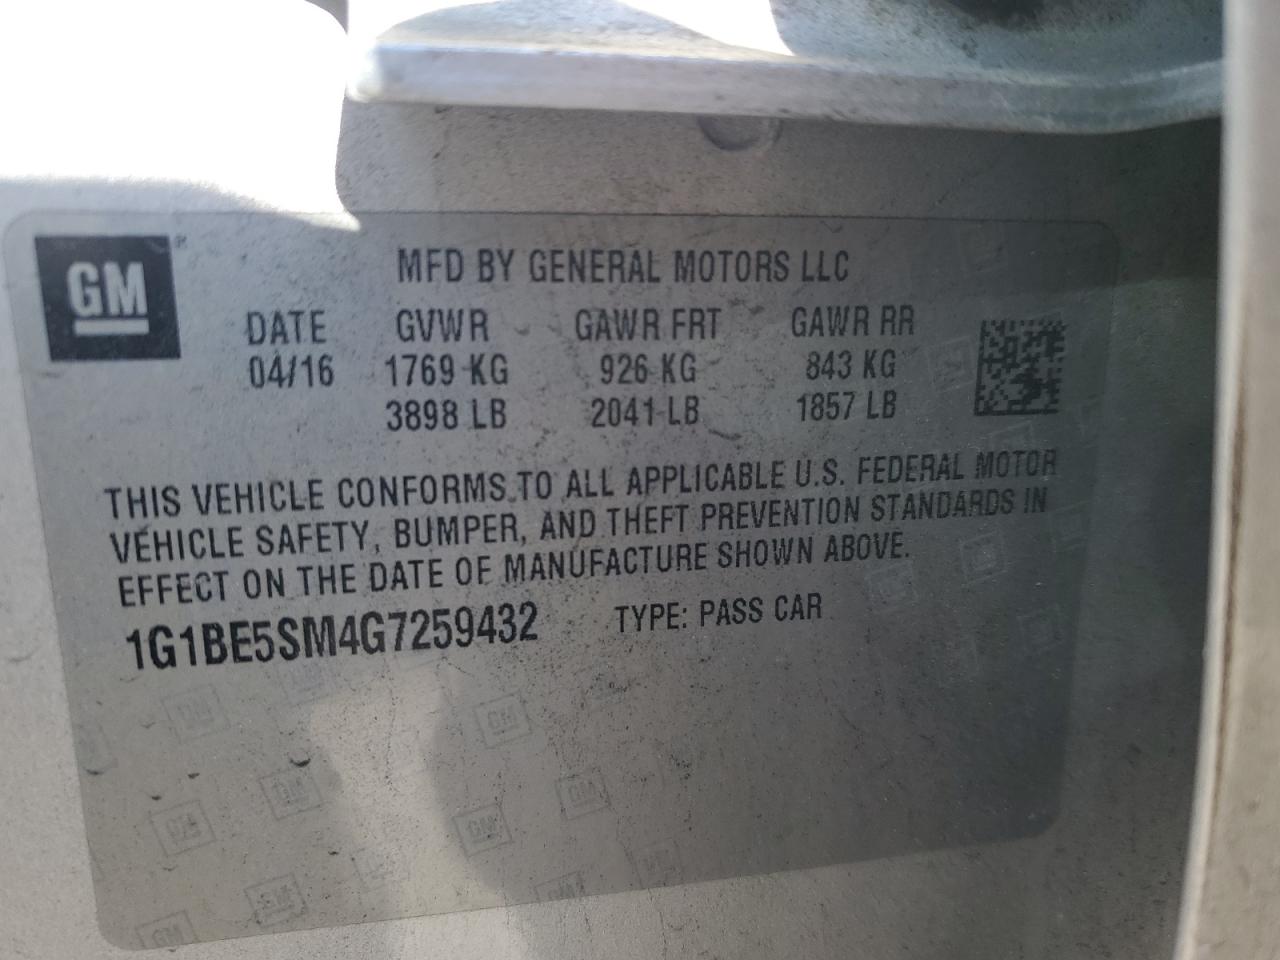 GM
MFD BY GENERAL MOTORS LLC
DATE GVWR GAWR FRT GAWR RR
04/16 1769 KG 926 KG 843 KG
3898 LB 2041 LB 1857 LB
THIS VEHICLE CONFORMS TO ALL APPLICABLE U.S. FEDERAL MOTOR
VEHICLE SAFETY, BUMPER, AND THEFT PREVENTION STANDARDS IN
EFFECT ON THE DATE OF MANUFACTURE SHOWN ABOVE.
1G1BE5SM4G7259432 TYPE: PASS CAR